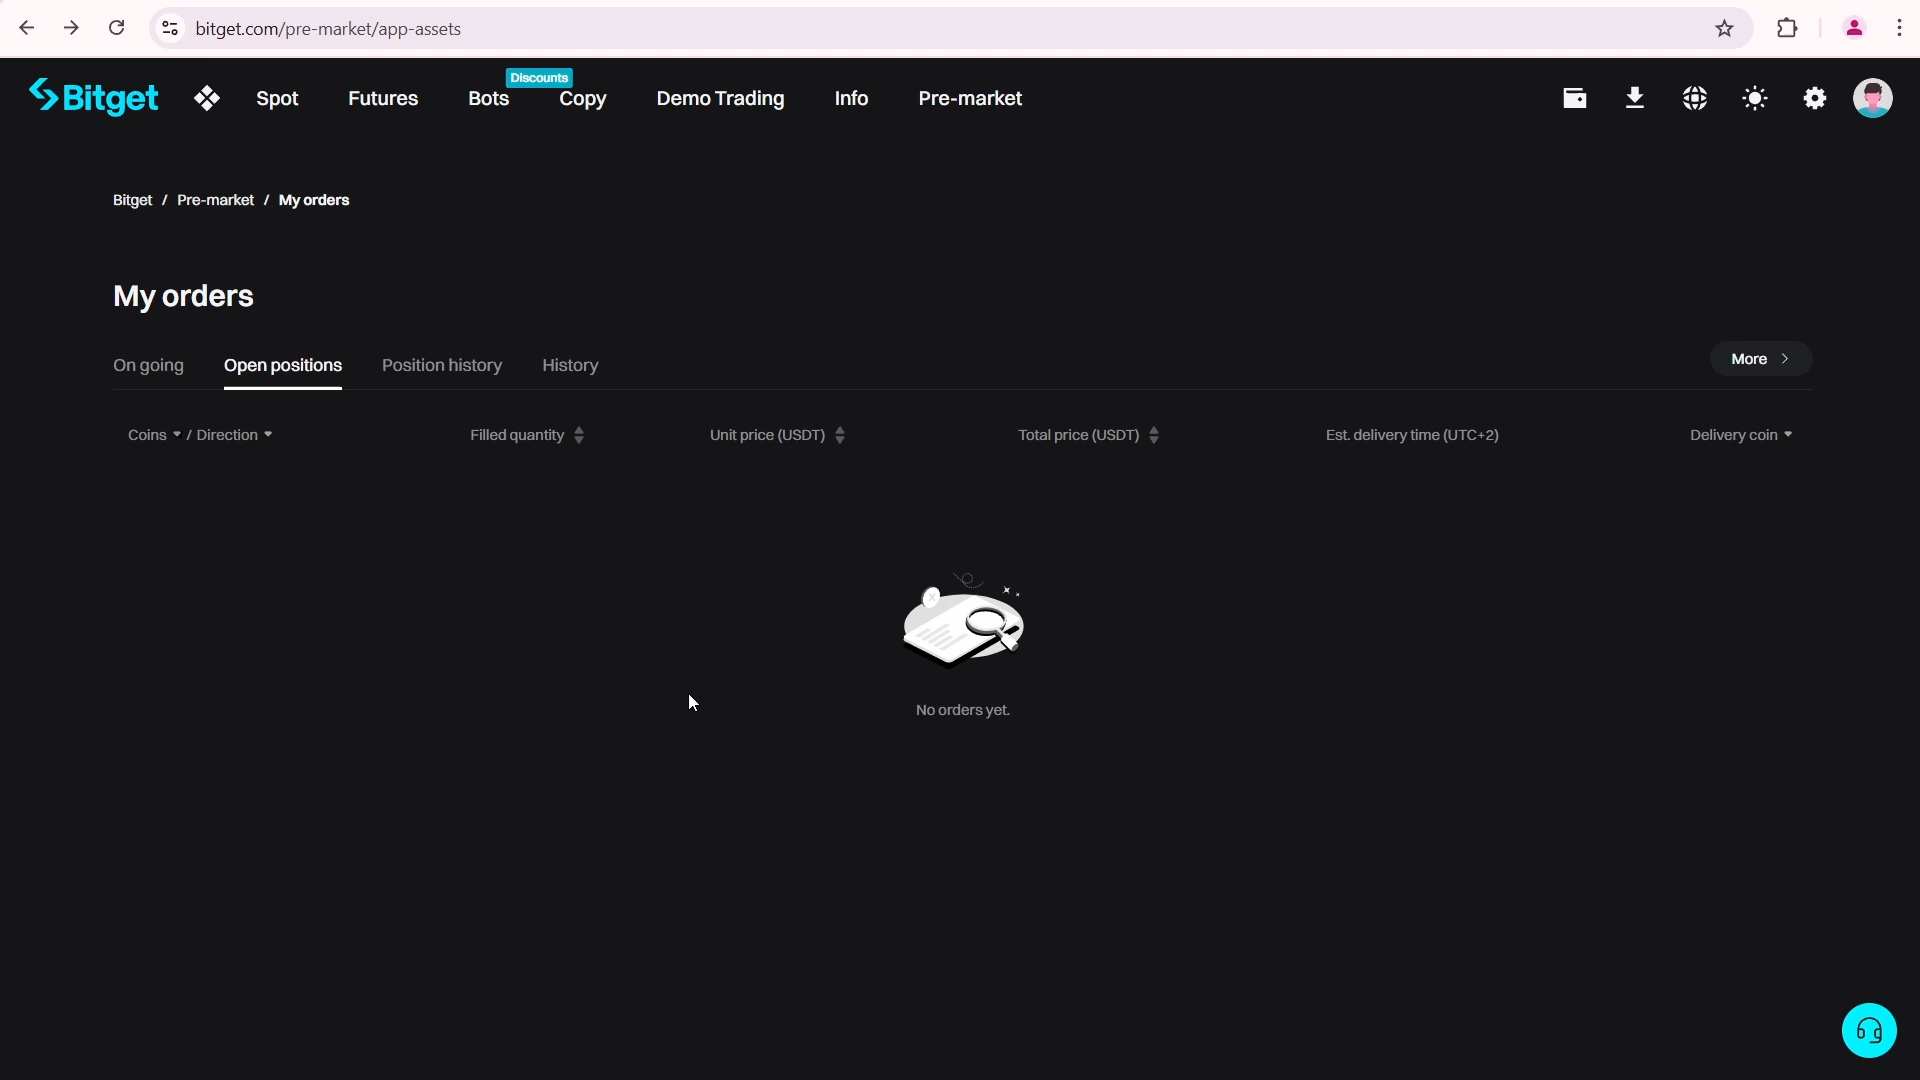 bitget.com/pre-market/app-assets
Bitget Spot Futures Bots Discounts Copy Demo Trading Info Pre-market
Bitget / Pre-market / My orders
My orders
On going Open positions Position history History More
Coins / Direction Filled quantity Unit price (USDT) Total price (USDT) Est. delivery time (UTC+2) Delivery coin
No orders yet.